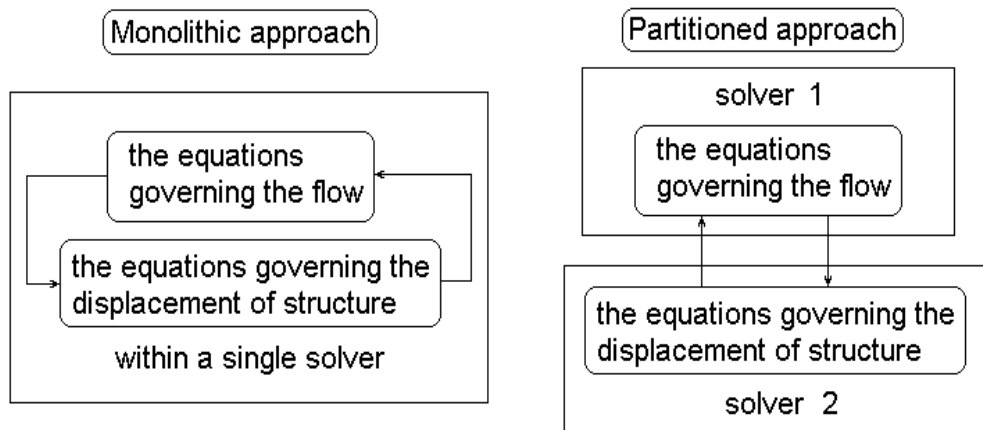 Monolithic approach
the equations
governing the flow
the equations governing the
displacement of structure
within a single solver
Partitioned approach
solver 1
the equations
governing the flow
the equations governing the
displacement of structure
solver 2